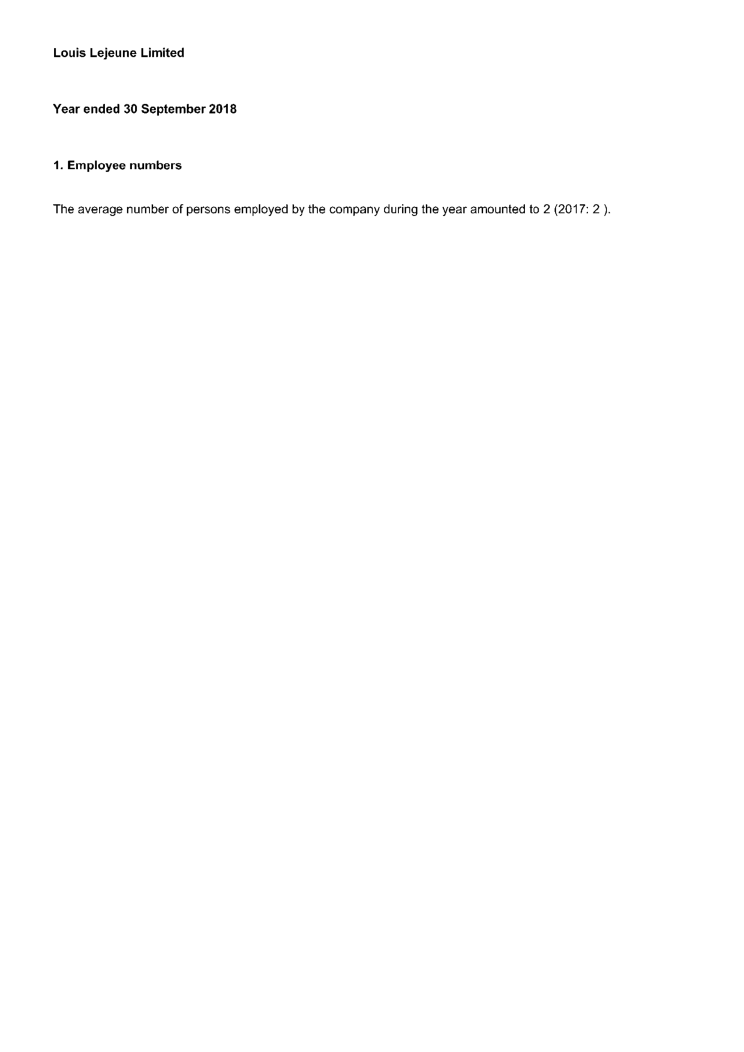 Louis Lejeune Limited
Year ended 30 September 2018
1. Employee numbers
The average number of persons employed by the company during the year amounted to 2 (2017: 2 ).